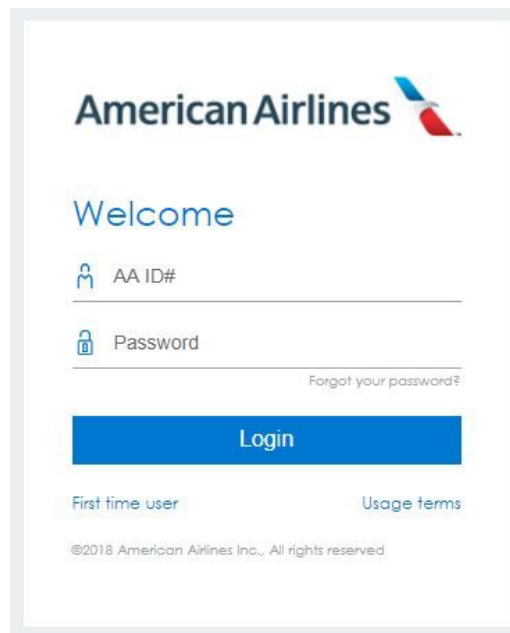 American Airlines
Welcome
AA ID#
Password
Forgot your password?
Login
First time user Usage terms
©2018 American Airlines Inc., All rights reserved